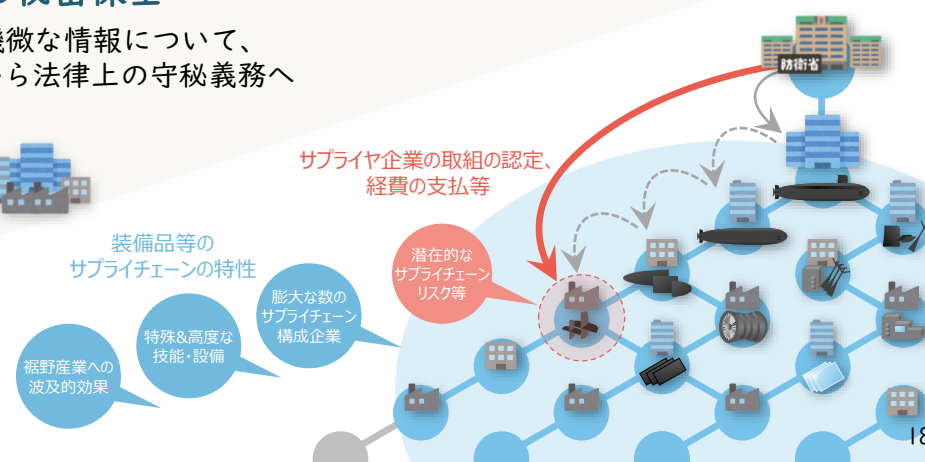 微な情報について、
ら法律上の守秘義務へ
防衛省
サプライヤ企業の取組の認定、
経費の支払等
装備品等の
サプライチェーンの特性
潜在的な
サプライチェーン
リスク等
膨大な数の
サプライチェーン
構成企業
特殊&高度な
技能・設備
裾野産業への
波及的効果
18